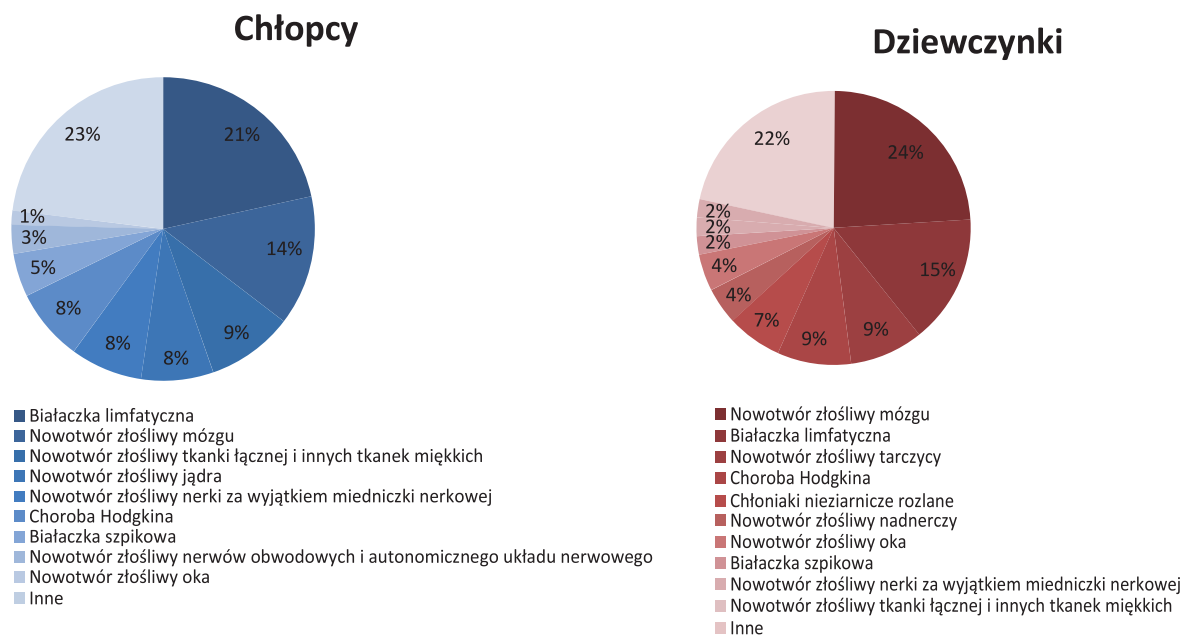 Chłopcy
21%
14%
9%
8%
8%
8%
5%
3%
1%
23%
Białaczka limfatyczna
Nowotwór złośliwy mózgu
Nowotwór złośliwy tkanki łącznej i innych tkanek miękkich
Nowotwór złośliwy jądra
Nowotwór złośliwy nerki za wyjątkiem miedniczki nerkowej
Choroba Hodgkina
Białaczka szpikowa
Nowotwór złośliwy nerwów obwodowych i autonomicznego układu nerwowego
Nowotwór złośliwy oka
Inne
Dziewczynki
24%
15%
9%
9%
7%
4%
4%
2%
2%
2%
22%
Nowotwór złośliwy mózgu
Białaczka limfatyczna
Nowotwór złośliwy tarczycy
Choroba Hodgkina
Chłoniaki nieziarnicze rozlane
Nowotwór złośliwy nadnerczy
Nowotwór złośliwy oka
Białaczka szpikowa
Nowotwór złośliwy nerki za wyjątkiem miedniczki nerkowej
Nowotwór złośliwy tkanki łącznej i innych tkanek miękkich
Inne